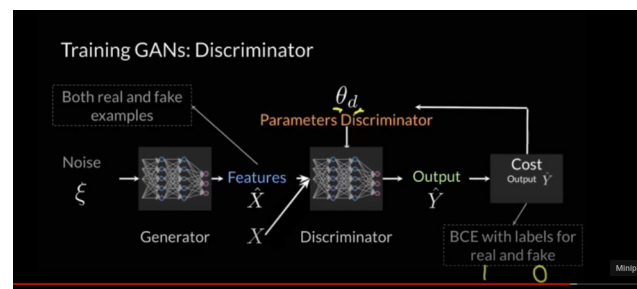 Training GANs: Discriminator
Both real and fake
examples
θd
Parameters Discriminator
Noise
ξ
Features
X̂
Output
Ŷ
Cost
Output Ŷ
Generator
X
Discriminator
BCE with labels for
real and fake
1 0
Minip